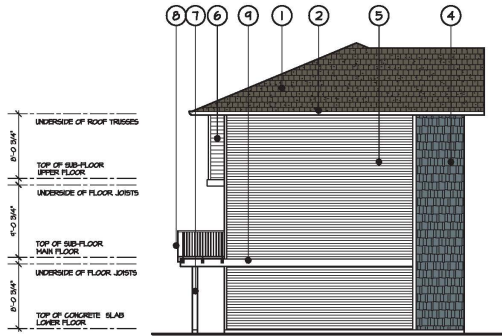 8 7 6 9 1 2 5 4
UNDERSIDE OF ROOF TRUSSES
8'-0 3/4"
TOP OF SUB-FLOOR
UPPER FLOOR
UNDERSIDE OF FLOOR JOISTS
9'-0 3/4"
TOP OF SUB-FLOOR
MAIN FLOOR
UNDERSIDE OF FLOOR JOISTS
8'-0 3/4"
TOP OF CONCRETE SLAB
LOWER FLOOR